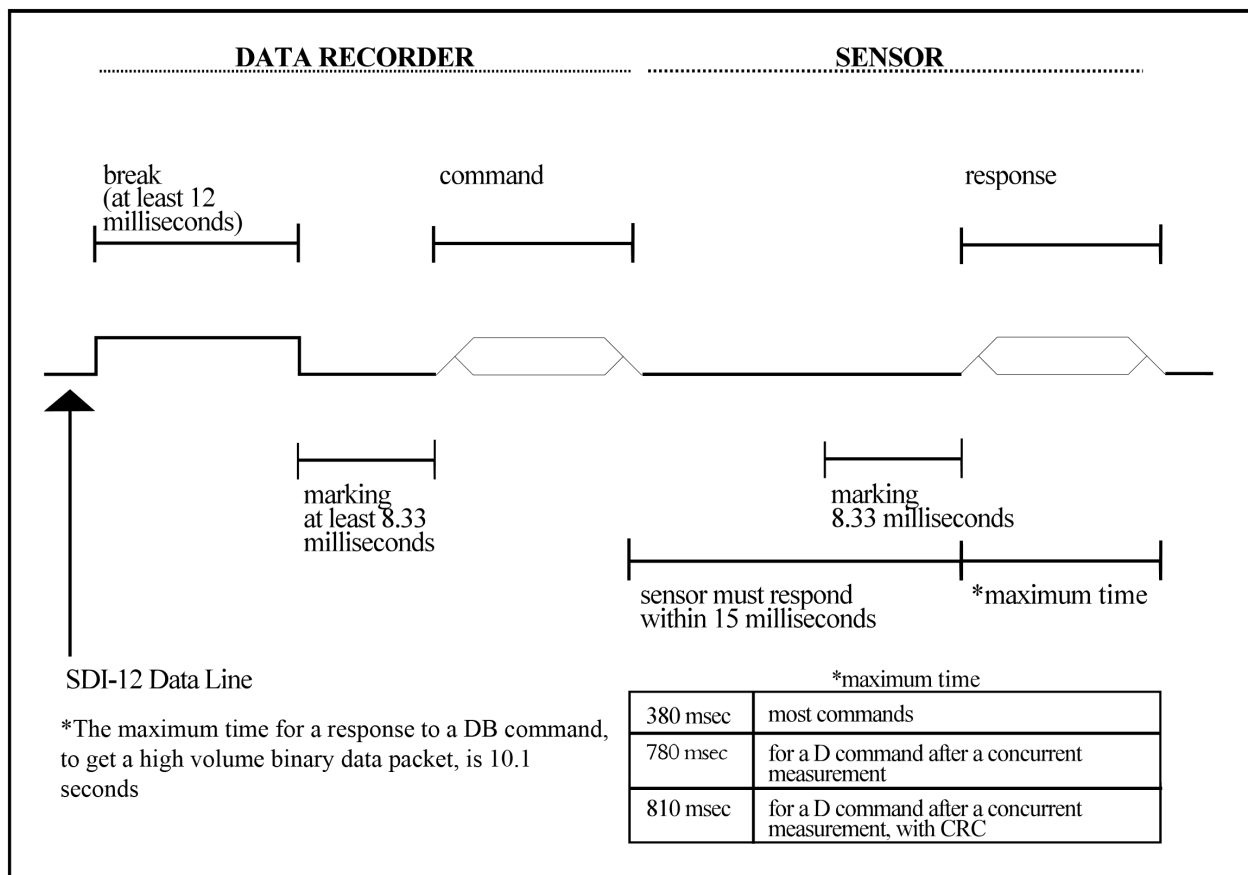 DATA RECORDER
SENSOR
break
(at least 12
milliseconds)
command
response
marking
at least 8.33
milliseconds
marking
8.33 milliseconds
sensor must respond
within 15 milliseconds
*maximum time
SDI-12 Data Line
*The maximum time for a response to a DB command,
to get a high volume binary data packet, is 10.1
seconds
*maximum time
380 msec most commands
780 msec for a D command after a concurrent
measurement
810 msec for a D command after a concurrent
measurement, with CRC